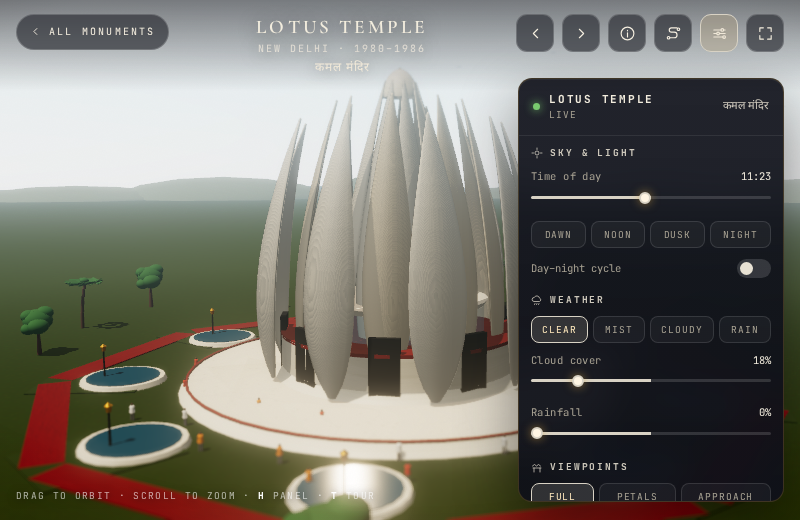 ALL MONUMENTS
LOTUS TEMPLE
NEW DELHI · 1980–1986
कमल मंदिर
LOTUS TEMPLE
LIVE
कमल मंदिर
SKY & LIGHT
Time of day 11:23
DAWN NOON DUSK NIGHT
Day-night cycle
WEATHER
CLEAR MIST CLOUDY RAIN
Cloud cover 18%
Rainfall 0%
VIEWPOINTS
FULL PETALS APPROACH
DRAG TO ORBIT · SCROLL TO ZOOM · H PANEL · T TOUR